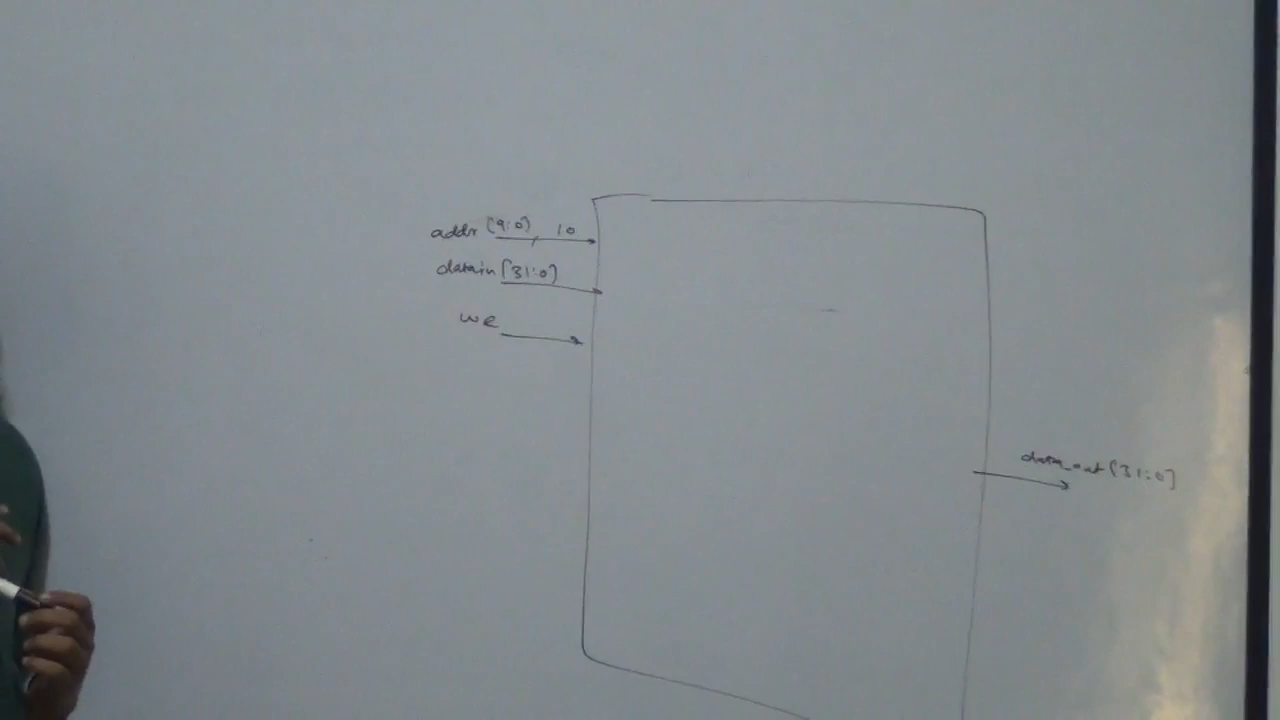 addr [9:0] 10
datain [31:0]
we
data_out [31:0]